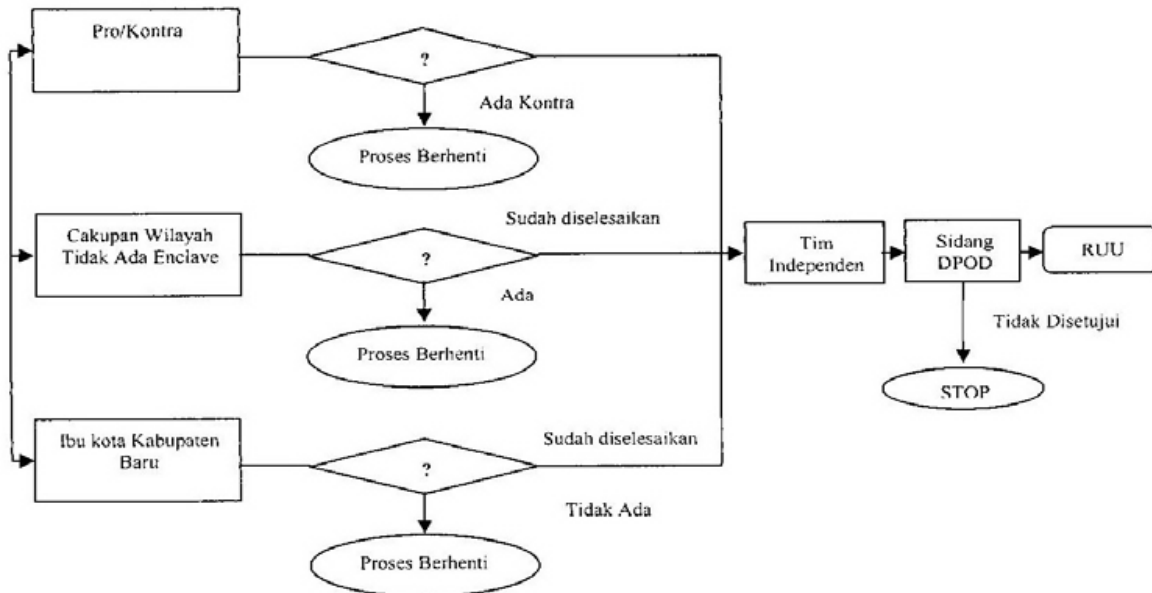 Pro/Kontra
?
Ada Kontra
Proses Berhenti
Cakupan Wilayah
Tidak Ada Enclave
?
Sudah diselesaikan
Ada
Proses Berhenti
Tim
Independen
Sidang
DPOD
RUU
Tidak Disetujui
STOP
Ibu kota Kabupaten
Baru
?
Sudah diselesaikan
Tidak Ada
Proses Berhenti